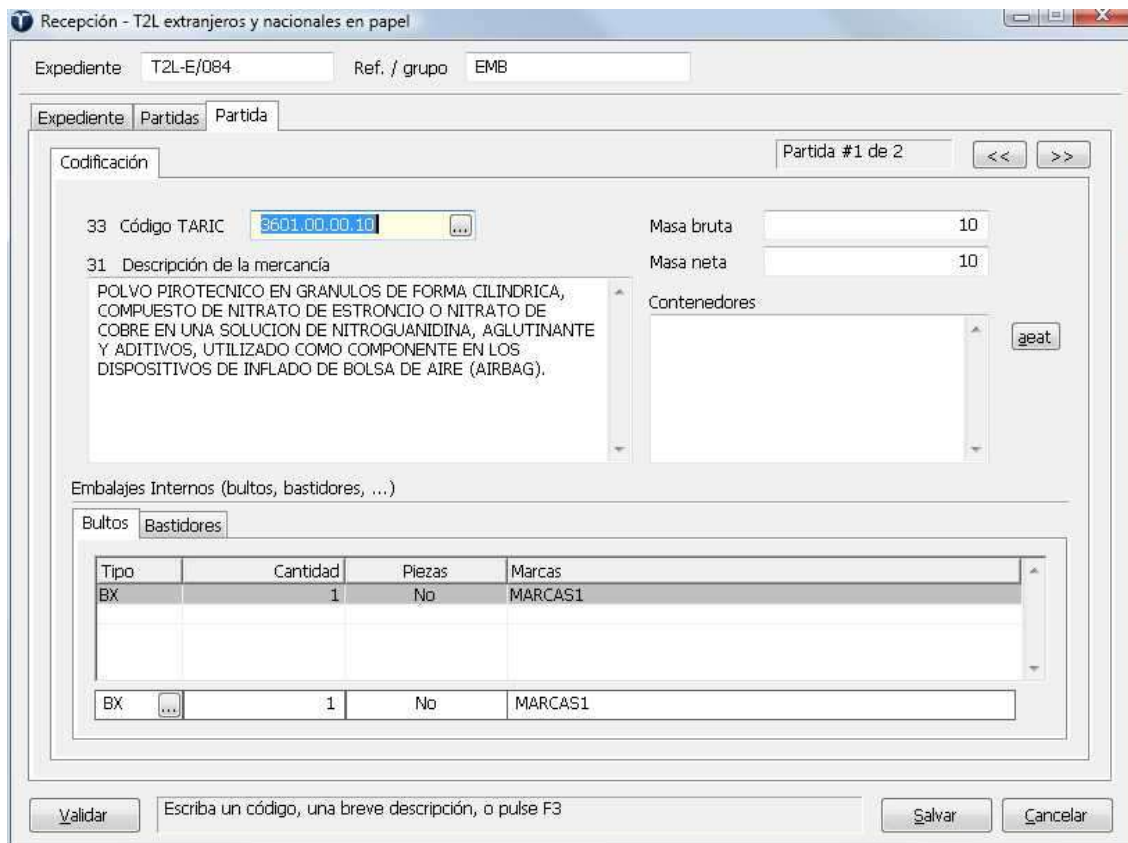 Recepción - T2L extranjeros y nacionales en papel
Expediente T2L-E/084 Ref. / grupo EMB
Expediente Partidas Partida
Codificación Partida #1 de 2 << >>
33 Código TARIC 3601.00.00.10 ... Masa bruta 10
31 Descripción de la mercancía Masa neta 10
POLVO PIROTECNICO EN GRANULOS DE FORMA CILINDRICA,
COMPUESTO DE NITRATO DE ESTRONCIO O NITRATO DE
COBRE EN UNA SOLUCION DE NITROGUANIDINA, AGLUTINANTE
Y ADITIVOS, UTILIZADO COMO COMPONENTE EN LOS
DISPOSITIVOS DE INFLADO DE BOLSA DE AIRE (AIRBAG).
Contenedores
aeat
Embalajes Internos (bultos, bastidores, ...)
Bultos Bastidores
Tipo Cantidad Piezas Marcas
BX 1 No MARCAS1
BX ... 1 No MARCAS1
Validar Escriba un código, una breve descripción, o pulse F3 Salvar Cancelar